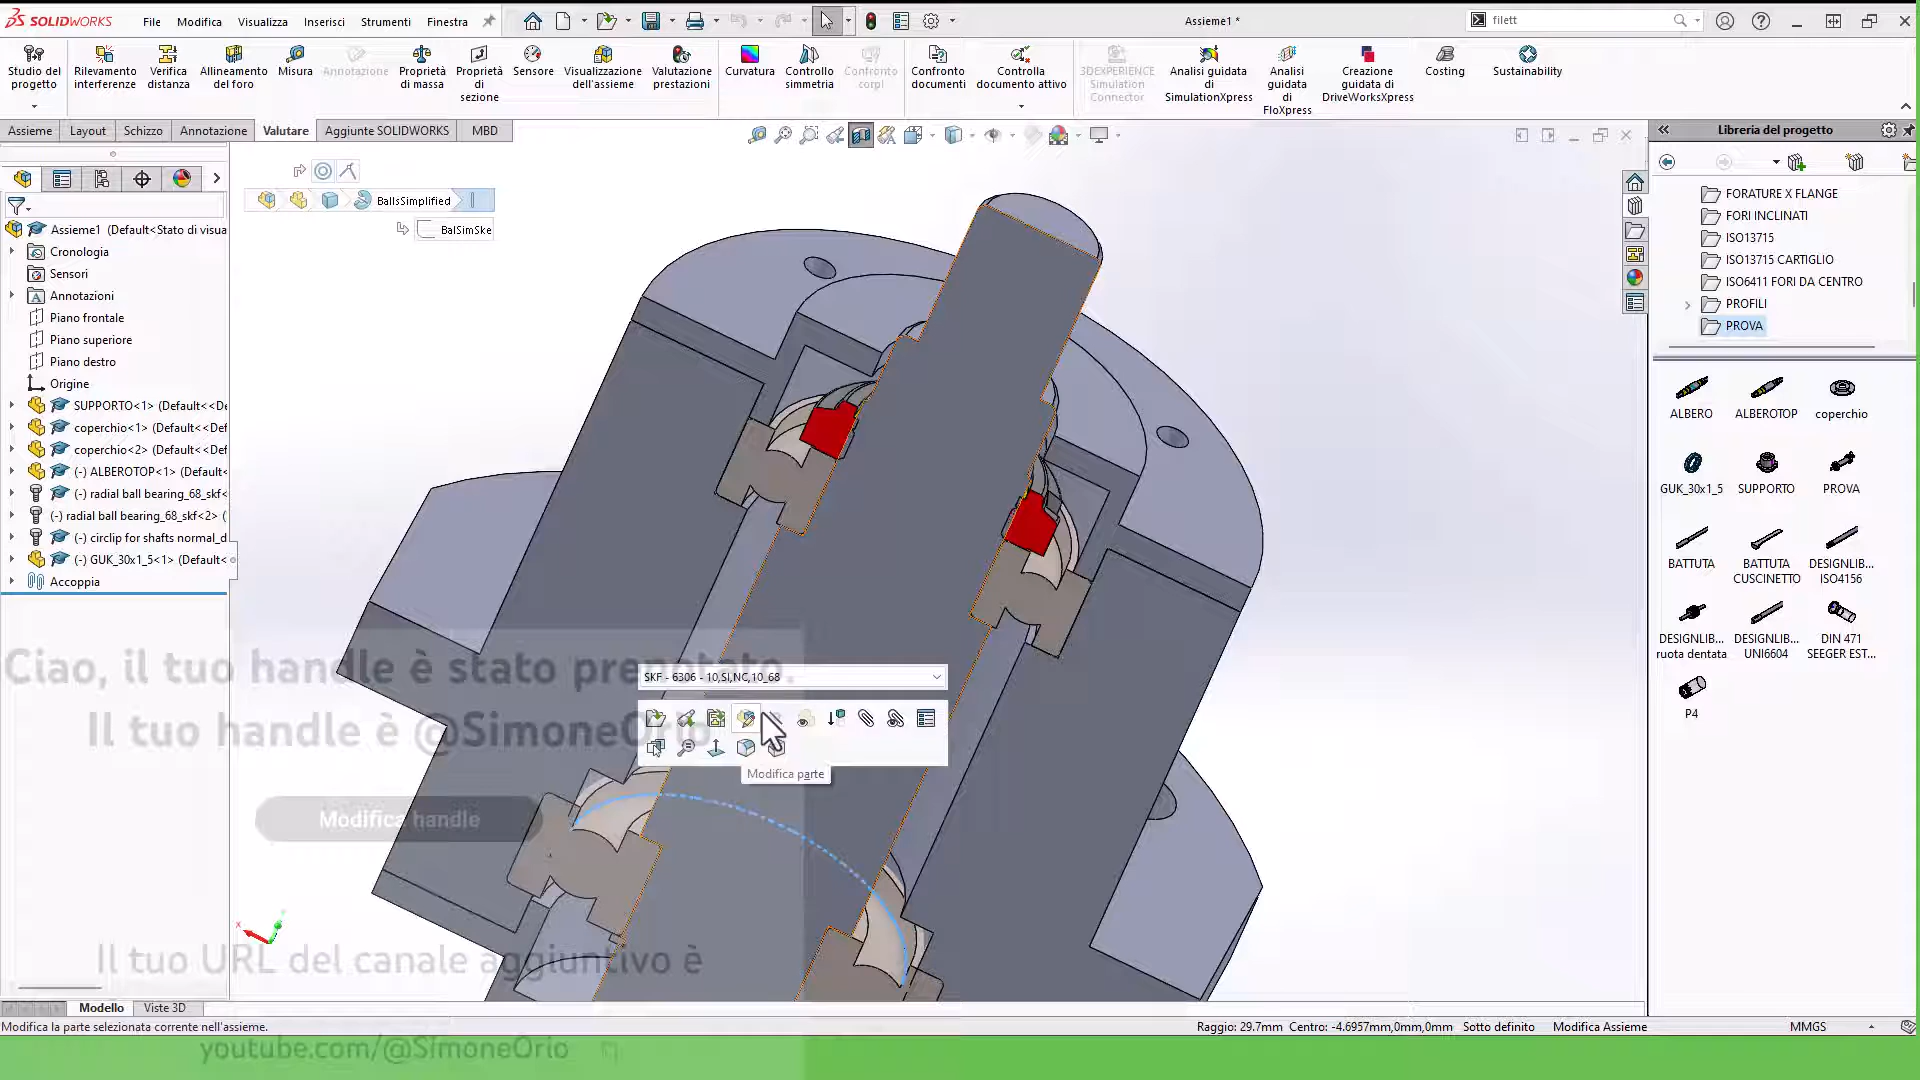 SOLIDWORKS
File
Modifica
Visualizza
Inserisci
Strumenti
Finestra
Assieme1 *
filett
Studio del progetto
Rilevamento interferenze
Verifica distanza
Allineamento del foro
Misura
Annotazione
Proprietà di massa
Proprietà di sezione
Sensore
Visualizzazione dell'assieme
Valutazione prestazioni
Curvatura
Controllo simmetria
Confronto corpi
Confronto documenti
Controlla documento attivo
3DEXPERIENCE Simulation Connector
Analisi guidata di SimulationXpress
Analisi guidata di FloXpress
Creazione guidata di DriveWorksXpress
Costing
Sustainability
Assieme
Layout
Schizzo
Annotazione
Valutare
Aggiunte SOLIDWORKS
MBD
Libreria del progetto
BallsSimplified
BalSimSke
Assieme1 (Default<Stato di visua
Cronologia
Sensori
Annotazioni
Piano frontale
Piano superiore
Piano destro
Origine
SUPPORTO<1> (Default<<De
coperchio<1> (Default<<Def
coperchio<2> (Default<<Def
(-) ALBEROTOP<1> (Default<
(-) radial ball bearing_68_skf<
(-) radial ball bearing_68_skf<2> (
(-) circlip for shafts normal_d
(-) GUK_30x1_5<1> (Default<
Accoppia
FORATURE X FLANGE
FORI INCLINATI
ISO13715
ISO13715 CARTIGLIO
ISO6411 FORI DA CENTRO
PROFILI
PROVA
ALBERO
ALBEROTOP
coperchio
GUK_30x1_5
SUPPORTO
PROVA
BATTUTA
BATTUTA CUSCINETTO
DESIGNLIB... ISO4156
DESIGNLIB... ruota dentata
DESIGNLIB... UNI6604
DIN 471 SEEGER EST...
P4
Ciao, il tuo handle è stato prenotato.
Il tuo handle è @SimoneOrio
Modifica handle
Il tuo URL del canale aggiuntivo è
youtube.com/@SimoneOrio
SKF - 6306 - 10,SI,NC,10_68
Modifica parte
Modello
Viste 3D
Modifica la parte selezionata corrente nell'assieme.
Raggio: 29.7mm Centro: -4.6957mm,0mm,0mm
Sotto definito
Modifica Assieme
MMGS